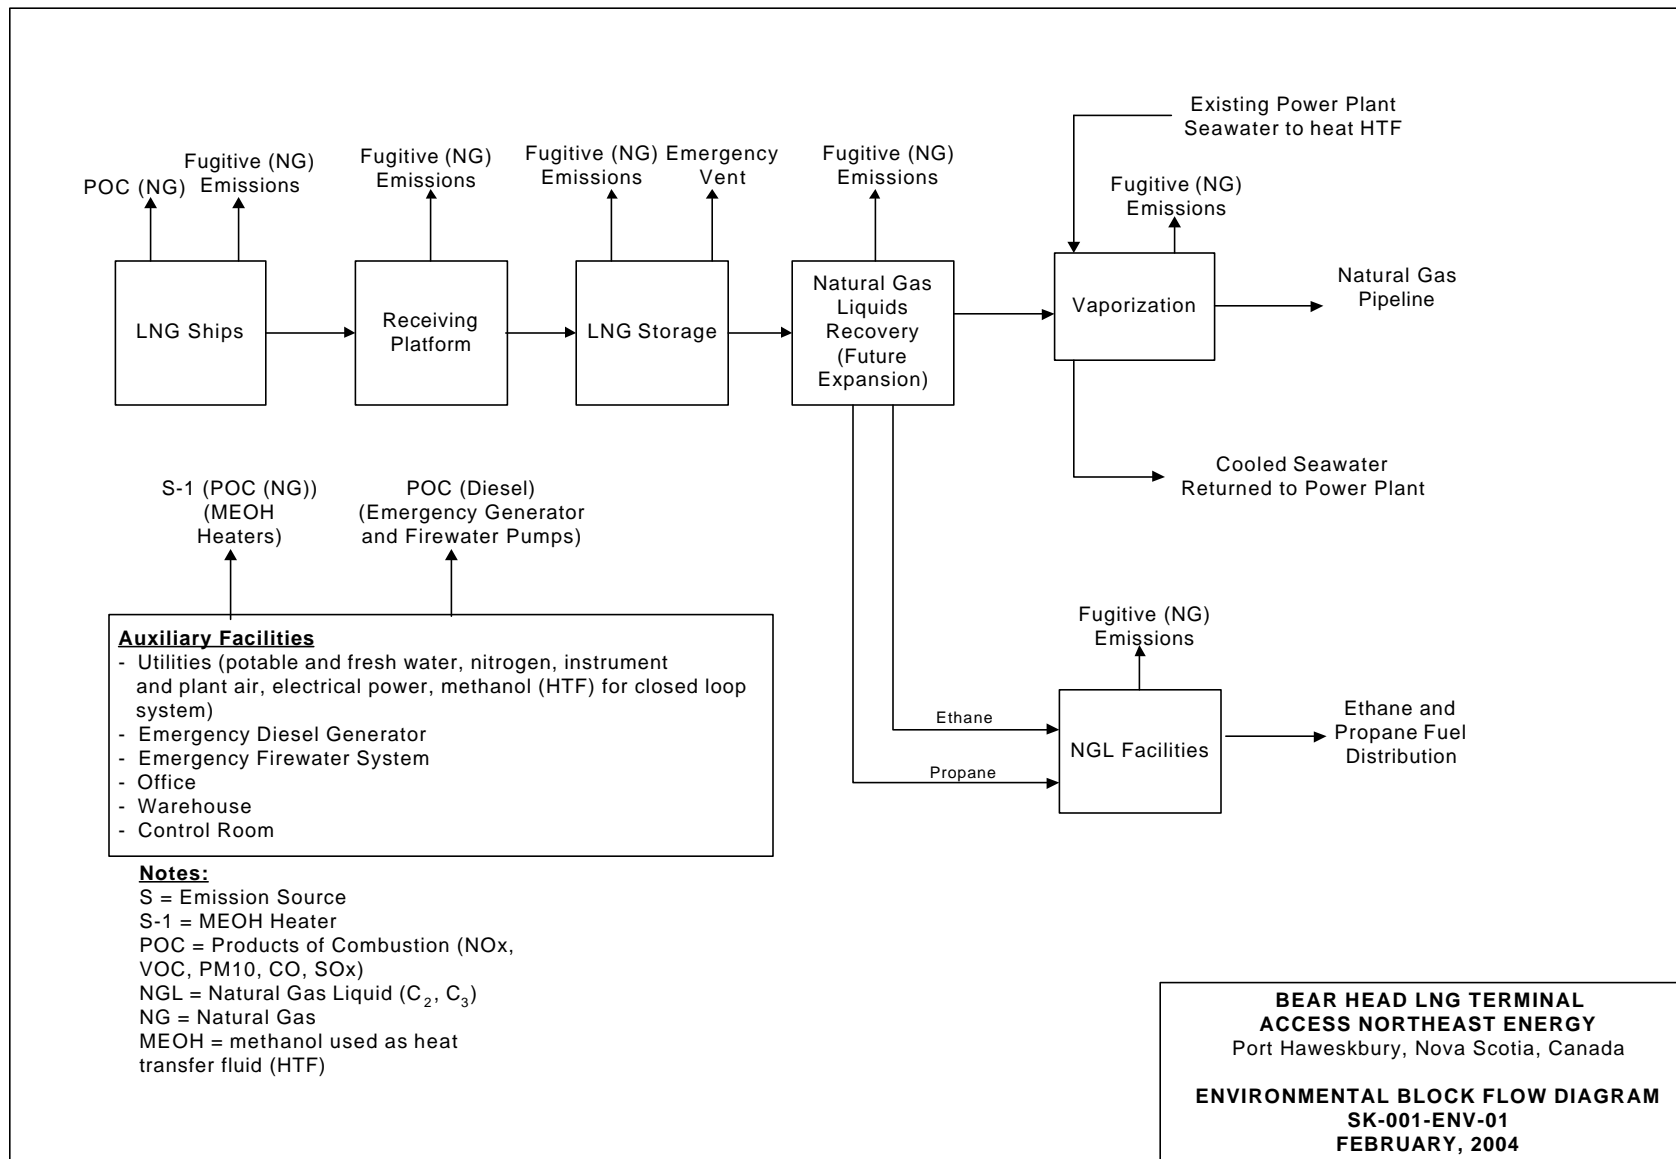 Existing Power Plant
Seawater to heat HTF
POC (NG)
Fugitive (NG)
Emissions
Fugitive (NG)
Emissions
Fugitive (NG)
Emissions
Emergency
Vent
Fugitive (NG)
Emissions
Fugitive (NG)
Emissions
LNG Ships
Receiving
Platform
LNG Storage
Natural Gas
Liquids
Recovery
(Future
Expansion)
Vaporization
Natural Gas
Pipeline
Cooled Seawater
Returned to Power Plant
S-1 (POC (NG))
(MEOH
Heaters)
POC (Diesel)
(Emergency Generator
and Firewater Pumps)
Auxiliary Facilities
- Utilities (potable and fresh water, nitrogen, instrument
and plant air, electrical power, methanol (HTF) for closed loop
system)
- Emergency Diesel Generator
- Emergency Firewater System
- Office
- Warehouse
- Control Room
Fugitive (NG)
Emissions
Ethane
Propane
NGL Facilities
Ethane and
Propane Fuel
Distribution
Notes:
S = Emission Source
S-1 = MEOH Heater
POC = Products of Combustion (NOx,
VOC, PM10, CO, SOx)
NGL = Natural Gas Liquid (C2, C3)
NG = Natural Gas
MEOH = methanol used as heat
transfer fluid (HTF)
BEAR HEAD LNG TERMINAL
ACCESS NORTHEAST ENERGY
Port Haweskbury, Nova Scotia, Canada
ENVIRONMENTAL BLOCK FLOW DIAGRAM
SK-001-ENV-01
FEBRUARY, 2004